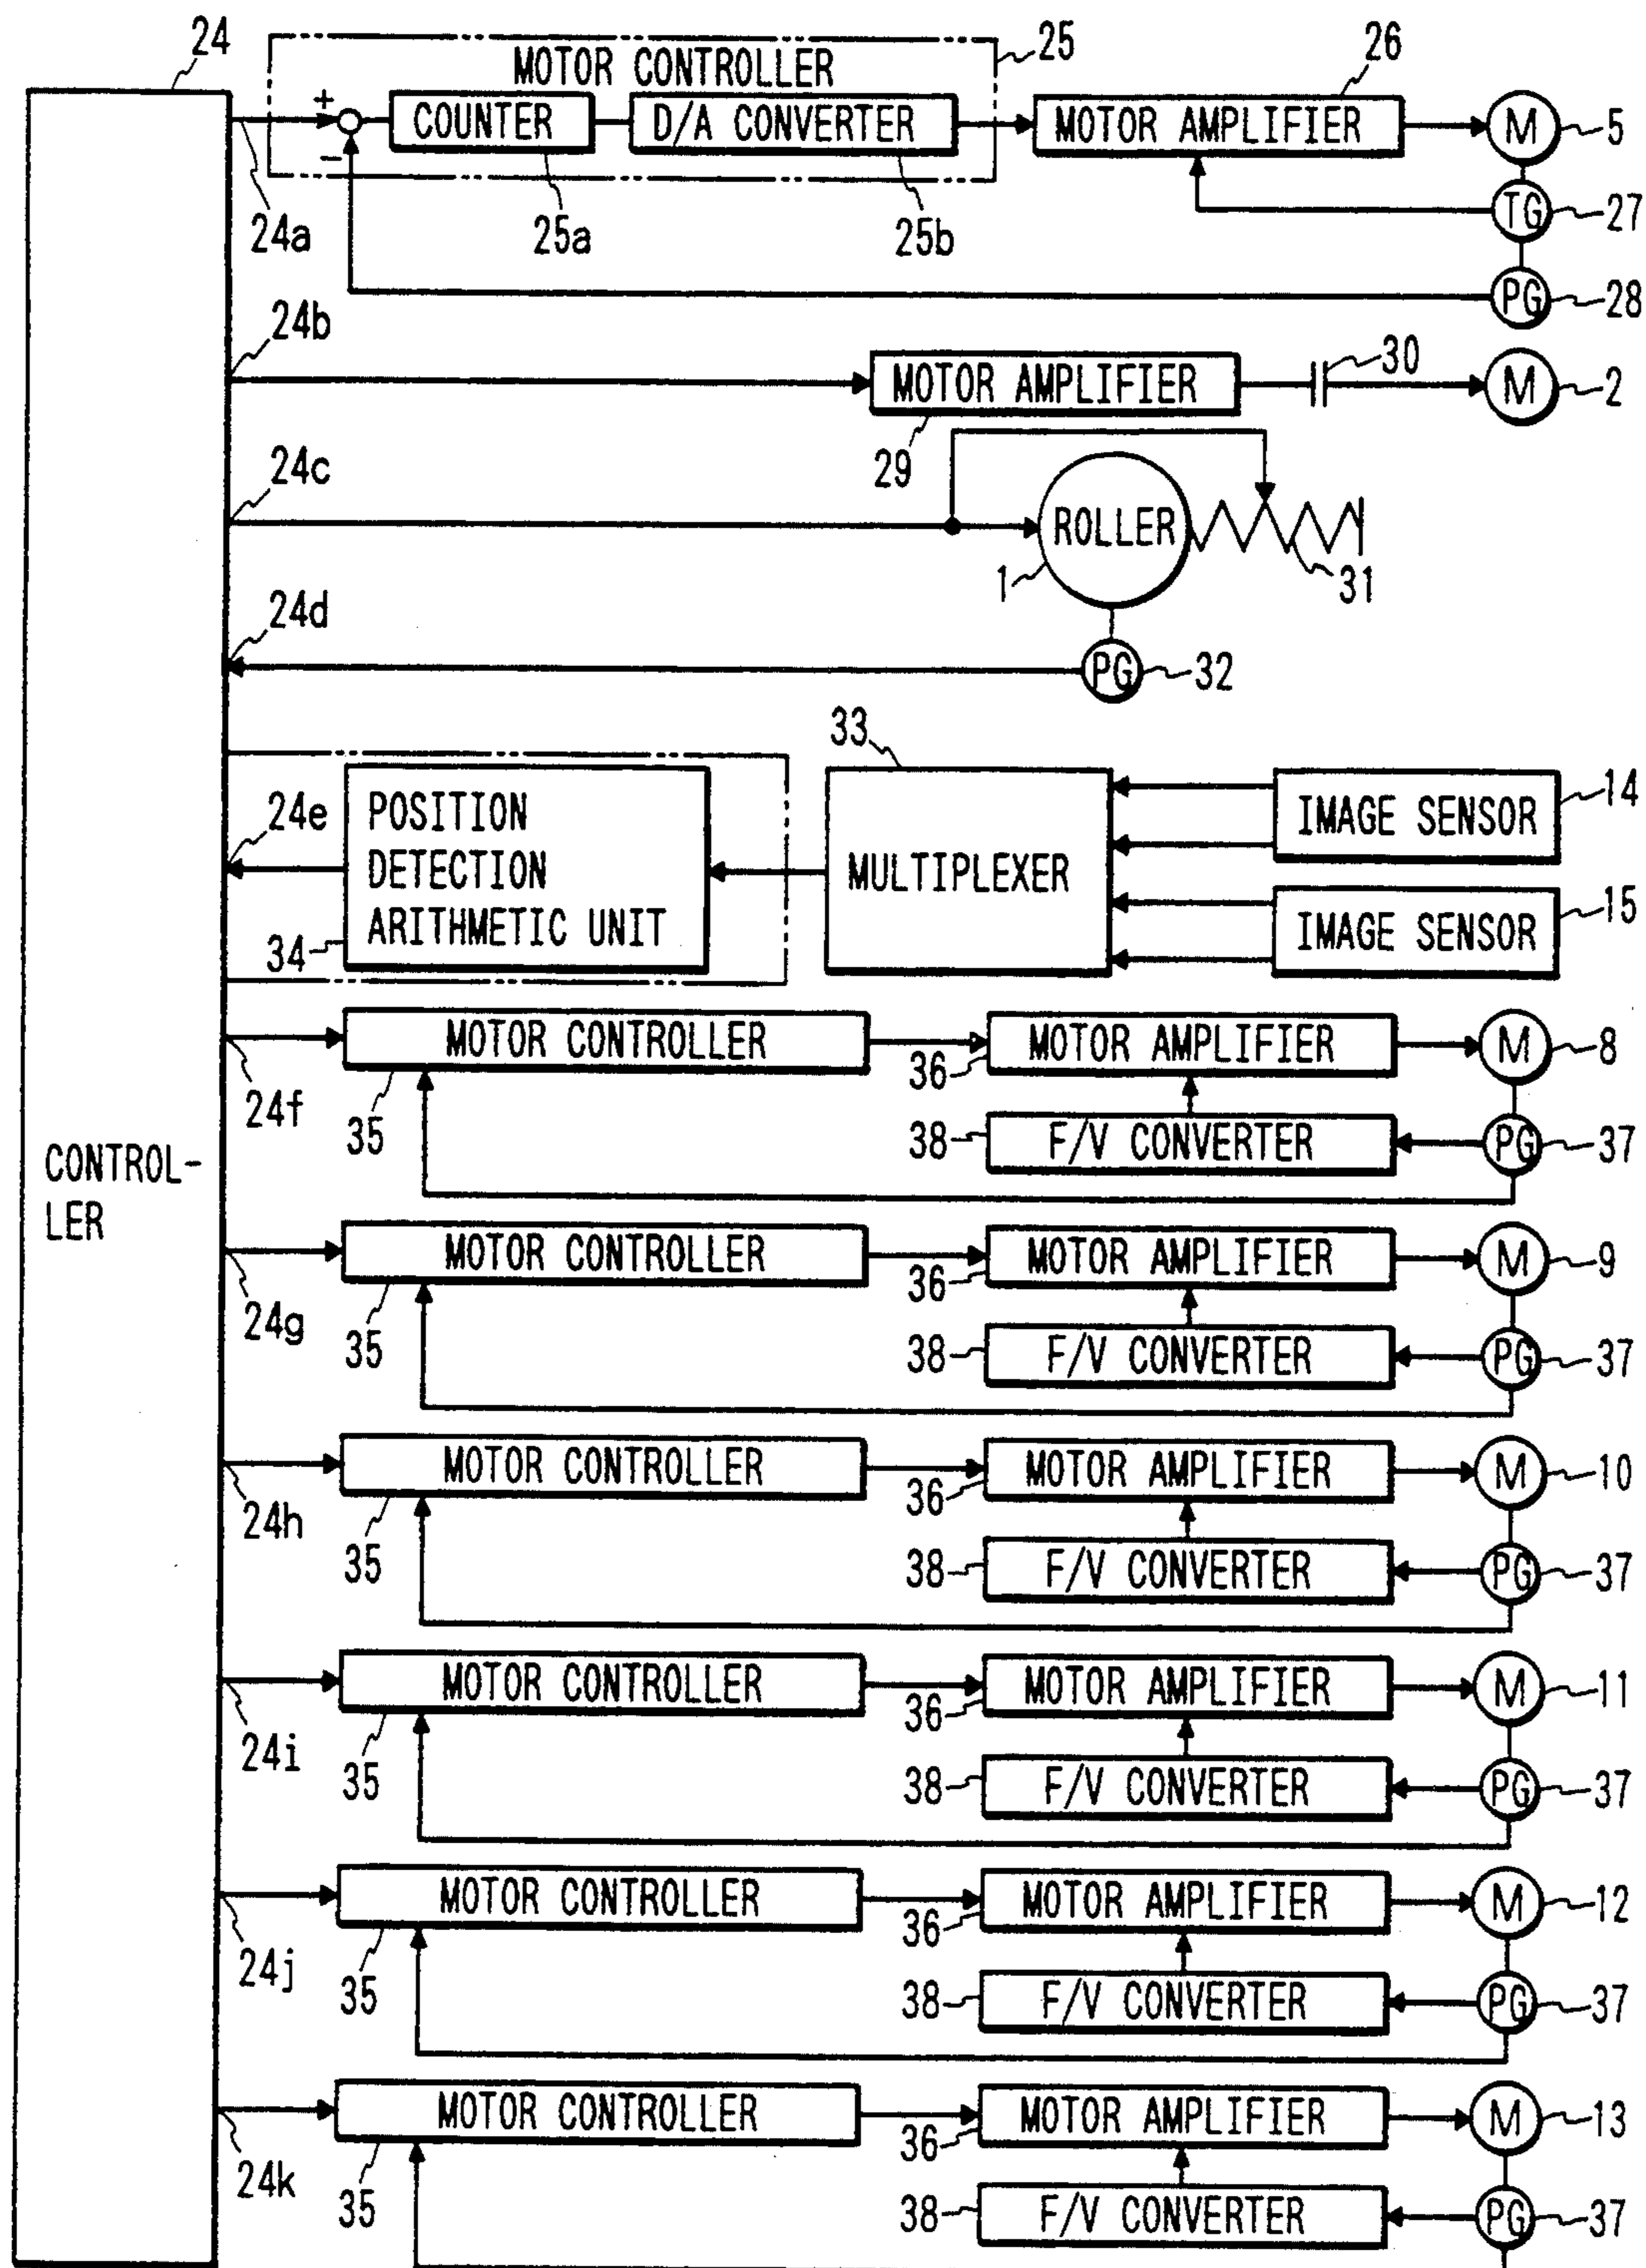 24
MOTOR CONTROLLER
25
26
+
COUNTER
D/A CONVERTER
MOTOR AMPLIFIER
M
5
−
24a
25a
25b
TG
27
PG
28
24b
MOTOR AMPLIFIER
30
M
2
29
24c
ROLLER
1
31
24d
PG
32
33
24e
POSITION
DETECTION
ARITHMETIC UNIT
34
MULTIPLEXER
IMAGE SENSOR
14
IMAGE SENSOR
15
CONTROL-
LER
MOTOR CONTROLLER
36
MOTOR AMPLIFIER
M
8
24f
35
38
F/V CONVERTER
PG
37
MOTOR CONTROLLER
36
MOTOR AMPLIFIER
M
9
24g
35
38
F/V CONVERTER
PG
37
MOTOR CONTROLLER
36
MOTOR AMPLIFIER
M
10
24h
35
38
F/V CONVERTER
PG
37
MOTOR CONTROLLER
36
MOTOR AMPLIFIER
M
11
24i
35
38
F/V CONVERTER
PG
37
MOTOR CONTROLLER
36
MOTOR AMPLIFIER
M
12
24j
35
38
F/V CONVERTER
PG
37
MOTOR CONTROLLER
36
MOTOR AMPLIFIER
M
13
24k
35
38
F/V CONVERTER
PG
37